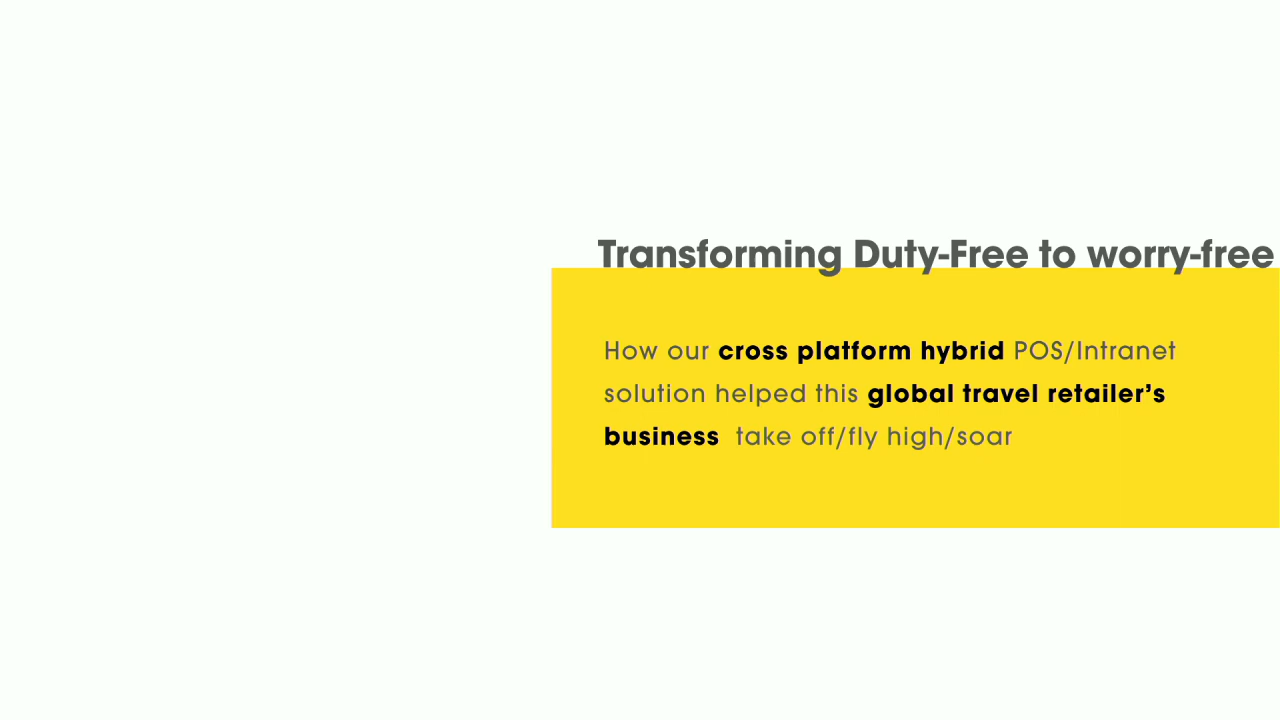 Transforming Duty-Free to worry-free
How our cross platform hybrid POS/Intranet
solution helped this global travel retailer’s
business take off/fly high/soar